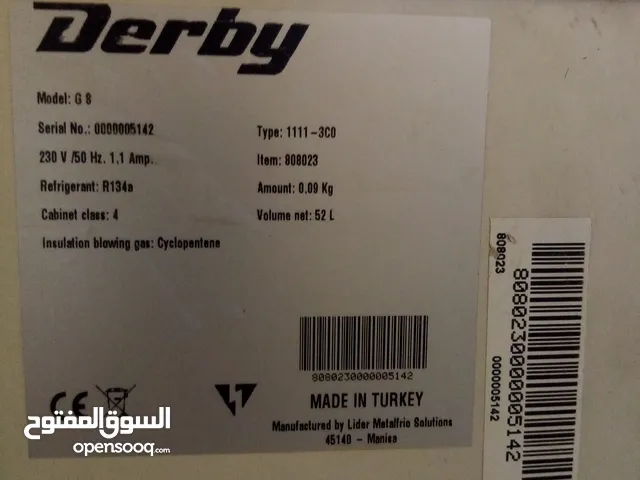 Derby
Model: G 8
Serial No.: 0000005142
Type: 1111-3C0
230 V /50 Hz. 1,1 Amp.
Item: 808023
Refrigerant: R134a
Amount: 0.09 Kg
Cabinet class: 4
Volume net: 52 L
Insulation blowing gas: Cyclopentene
8080230000005142
CE
MADE IN TURKEY
Manufactured by Lider Metalfrio Solutions
45140 - Manisa
808023
8080230000005142
0000005142
السوق المفتوح
opensooq.com